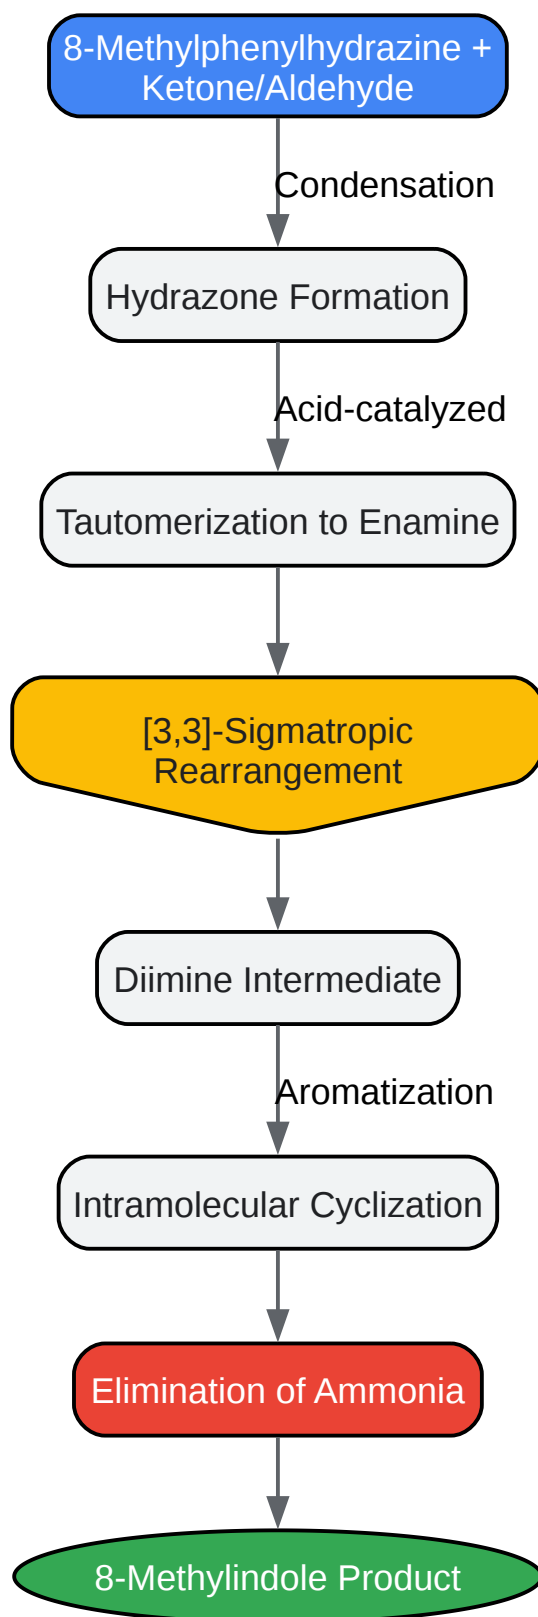 8-Methylphenylhydrazine +
Ketone/Aldehyde
Condensation
Hydrazone Formation
Acid-catalyzed
Tautomerization to Enamine
[3,3]-Sigmatropic
Rearrangement
Diimine Intermediate
Aromatization
Intramolecular Cyclization
Elimination of Ammonia
8-Methylindole Product